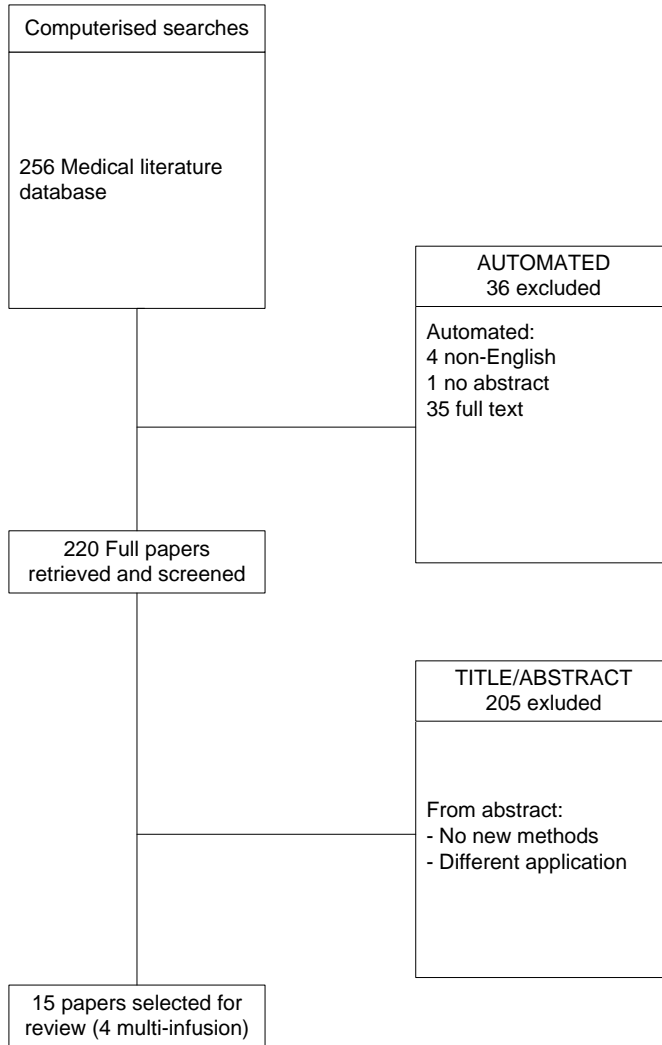 Computerised searches
256 Medical literature
database
AUTOMATED
36 excluded
Automated:
4 non-English
1 no abstract
35 full text
220 Full papers
retrieved and screened
TITLE/ABSTRACT
205 exluded
From abstract:
- No new methods
- Different application
15 papers selected for
review (4 multi-infusion)